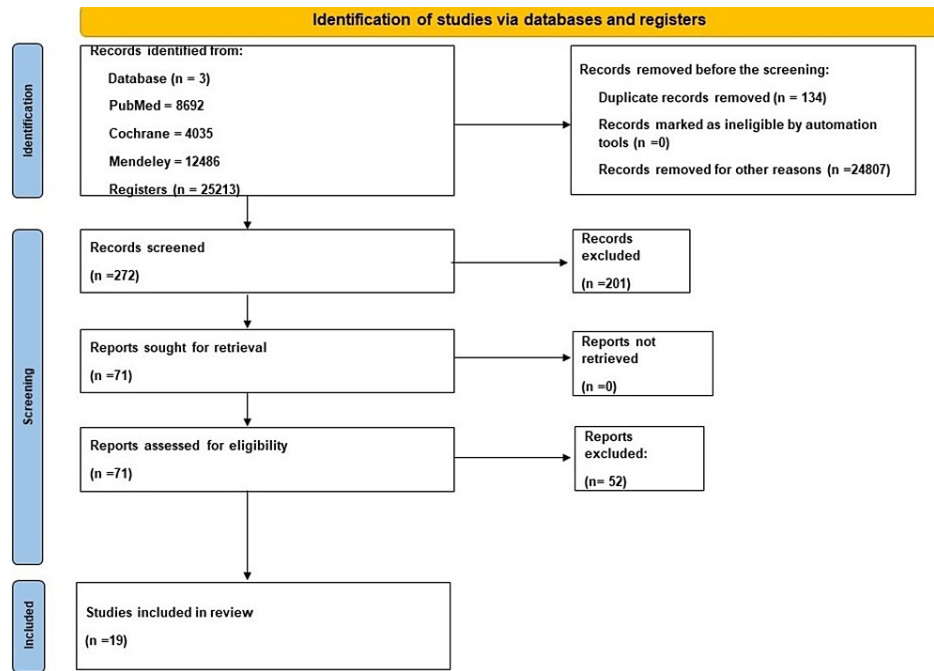 Identification of studies via databases and registers
Identification
Records identified from:
Database (n = 3)
PubMed = 8692
Cochrane = 4035
Mendeley = 12486
Registers (n = 25213)
Records removed before the screening:
Duplicate records removed (n = 134)
Records marked as ineligible by automation
tools (n =0)
Records removed for other reasons (n =24807)
Screening
Records screened
(n =272)
Records
excluded
(n =201)
Reports sought for retrieval
(n =71)
Reports not
retrieved
(n =0)
Reports assessed for eligibility
(n =71)
Reports
excluded:
(n= 52)
Included
Studies included in review
(n =19)